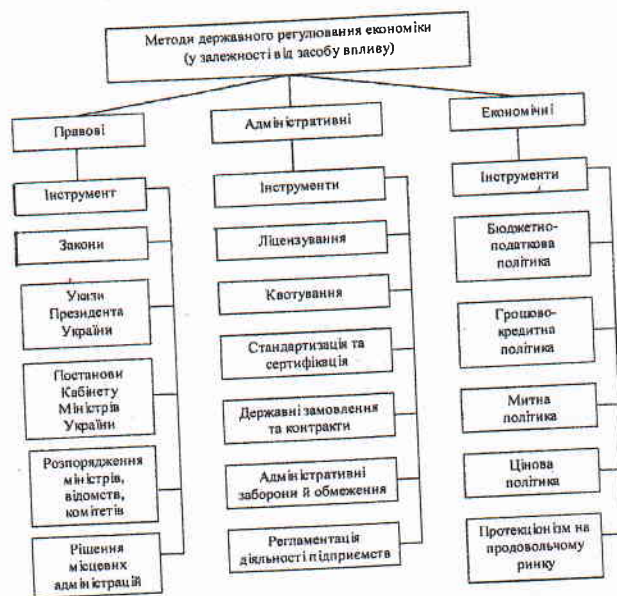 Методи державного регулювання економіки
(у залежності від засобу впливу)
Правові
Інструмент
Закони
Укази
Президента
України
Постанови
Кабінету
Міністрів
України
Розпорядження
міністрів,
відомств,
комітетів
Рішення
місцевих
адміністрацій
Адміністративні
Інструменти
Ліцензування
Квотування
Стандартизація та
сертифікація
Державні замовлення
та контракти
Адміністративні
заборони й обмеження
Регламентація
діяльності підприємств
Економічні
Інструменти
Бюджетно-
податкова
політика
Грошово-
кредитна
політика
Митна
політика
Цінова
політика
Протекціонізм на
продовольчому
ринку